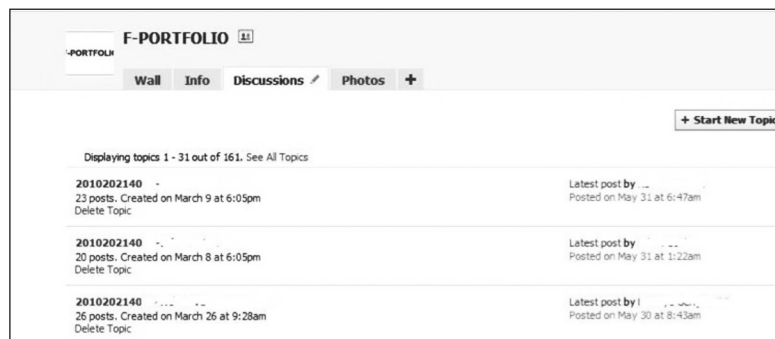 F-PORTFOLIO
F-PORTFOLIO
Wall Info Discussions Photos +
+ Start New Topic
Displaying topics 1 - 31 out of 161. See All Topics
2010202140 -
23 posts. Created on March 9 at 6:05pm
Delete Topic
Latest post by
Posted on May 31 at 6:47am
2010202140 -
20 posts. Created on March 8 at 6:05pm
Delete Topic
Latest post by
Posted on May 31 at 1:22am
2010202140
26 posts. Created on March 26 at 9:28am
Delete Topic
Latest post by
Posted on May 30 at 8:43am